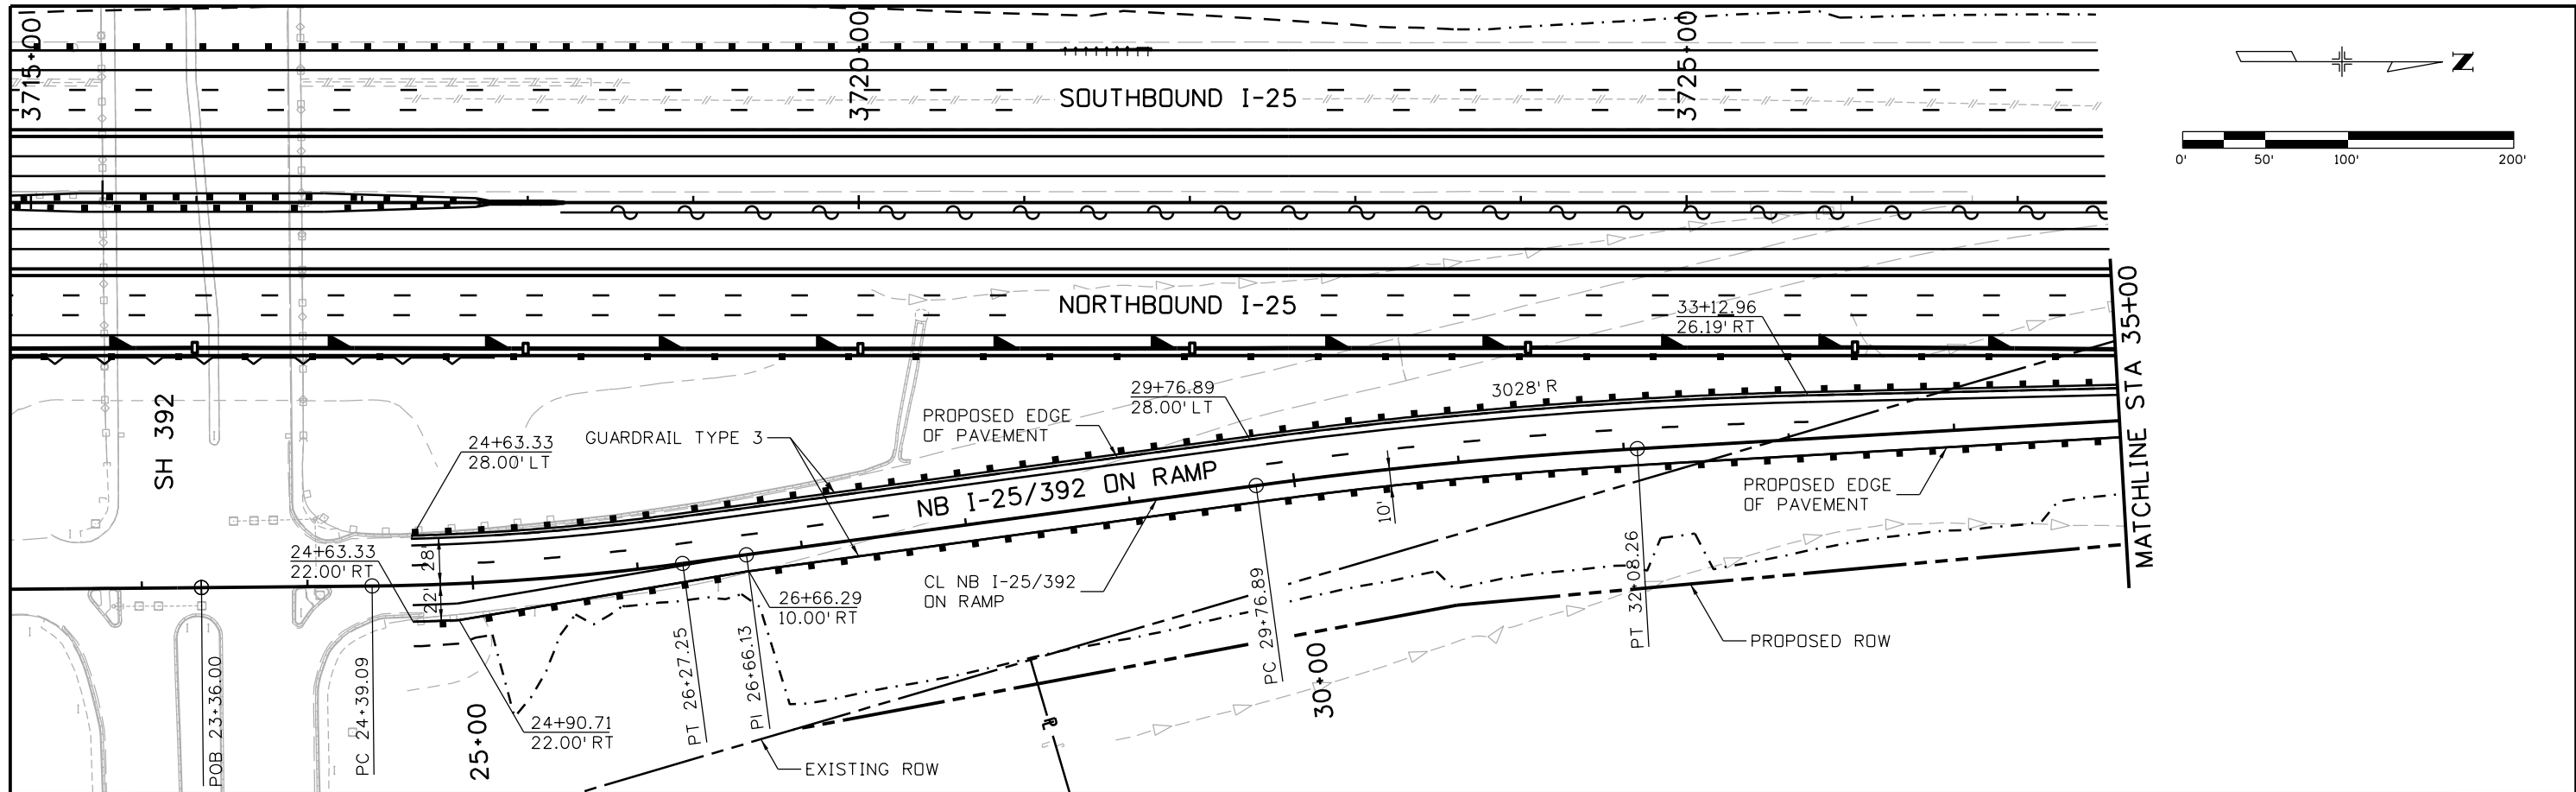 3715+00
3720+00
3725+00
N
SOUTHBOUND I-25
0'
50'
100'
200'
NORTHBOUND I-25
33+12.96
26.19' RT
MATCHLINE STA 35+00
SH 392
29+76.89
28.00' LT
3028' R
PROPOSED EDGE
OF PAVEMENT
GUARDRAIL TYPE 3
24+63.33
28.00' LT
NB I-25/392 ON RAMP
PROPOSED EDGE
OF PAVEMENT
10'
24+63.33
22.00' RT
28'
22'
CL NB I-25/392
ON RAMP
26+66.29
10.00' RT
PROPOSED ROW
POB 23+36.00
PC 24+39.09
25+00
24+90.71
22.00' RT
PT 26+27.25
PI 26+66.13
PC 29+76.89
30+00
PT 32+08.26
EXISTING ROW